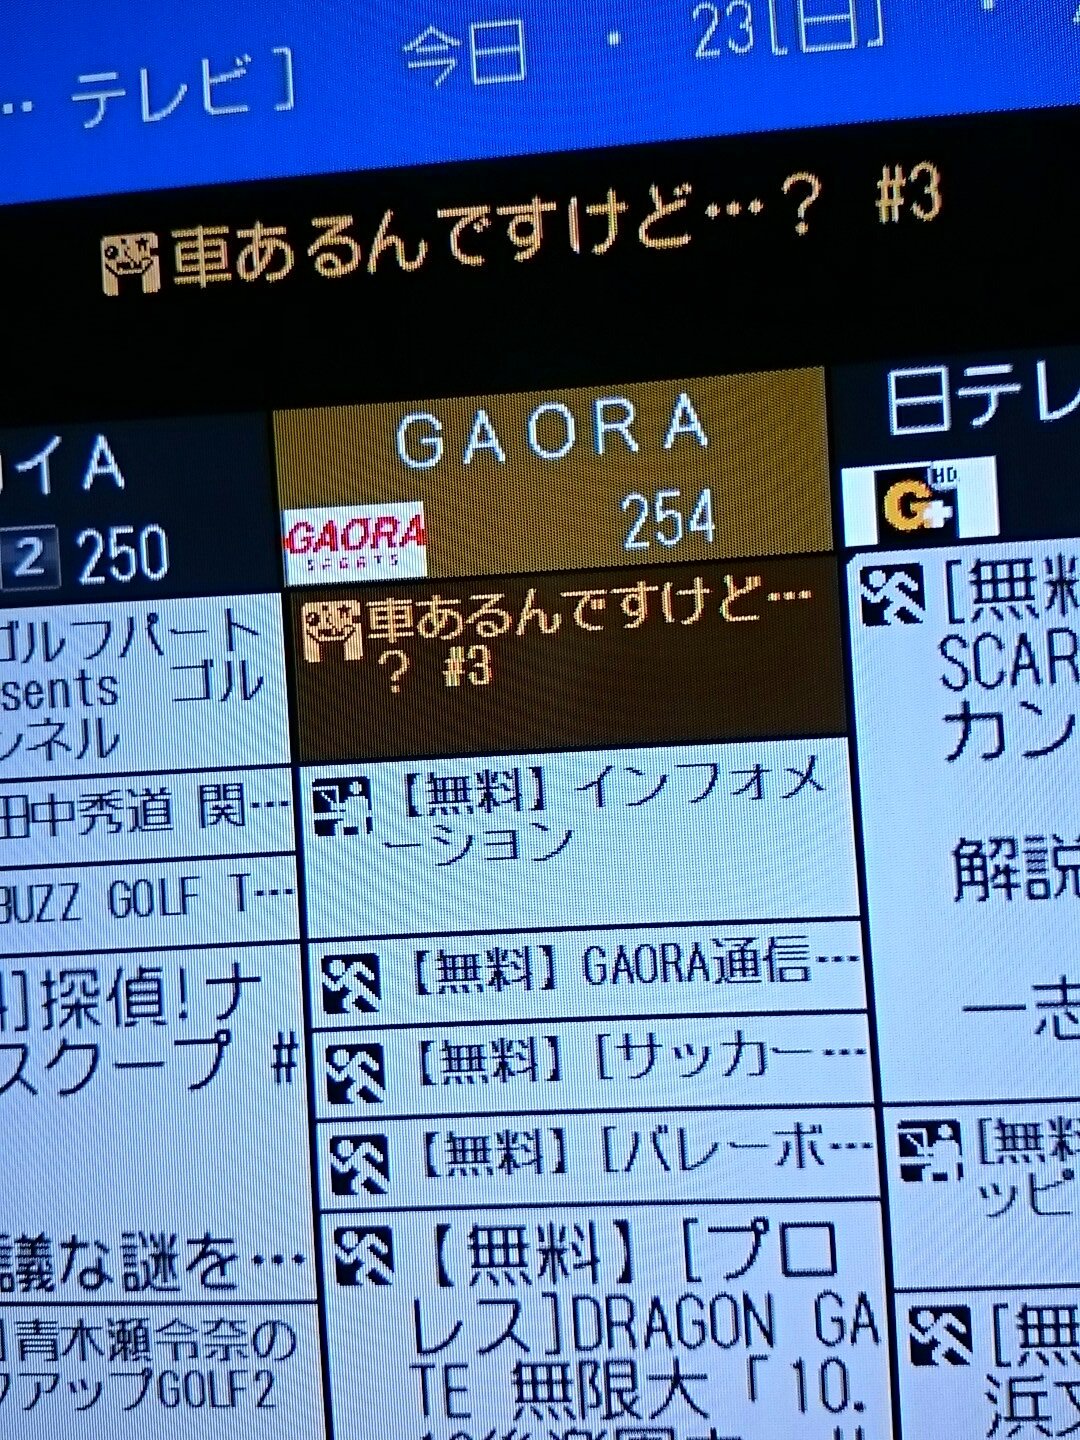 … テレビ] 今日 ・ 23[日]
車あるんですけど…? #3
イA
2 250
GAORA
254
GAORA
SPORTS
日テレ
G+ HD
ゴルフパート
sents ゴル
ンネル
田中秀道 関…
BUZZ GOLF T…
]探偵!ナ
スクープ #
議な謎を…
]青木瀬令奈の
アップGOLF2
車あるんですけど…
? #3
【無料】インフォメ
ーション
【無料】GAORA通信…
【無料】[サッカー…
【無料】[バレーボ…
【無料】[プロ
レス]DRAGON GA
TE 無限大「10.
[無料
SCAR
カン
解説
一志
[無料
ッピ
[無
浜